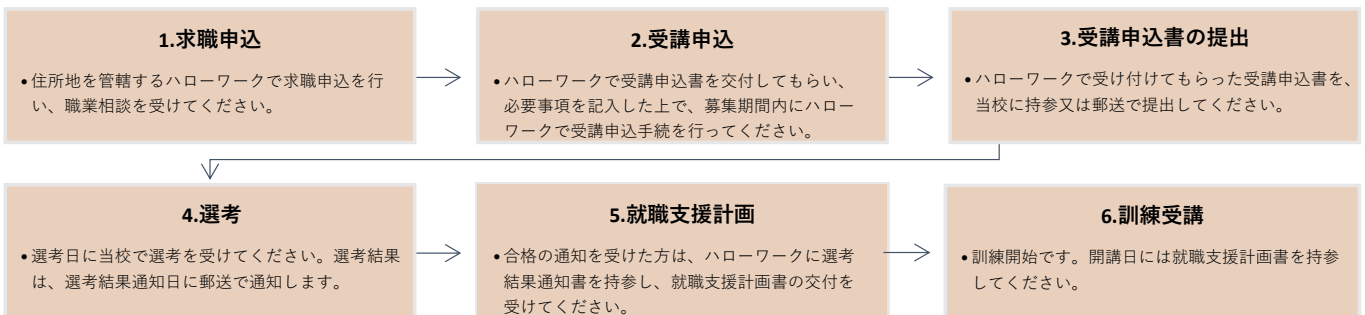 1.求職申込
•住所地を管轄するハローワークで求職申込を行
い、職業相談を受けてください。
2.受講申込
•ハローワークで受講申込書を交付してもらい、
必要事項を記入した上で、募集期間内にハロー
ワークで受講申込手続を行ってください。
3.受講申込書の提出
•ハローワークで受け付けてもらった受講申込書を、
当校に持参又は郵送で提出してください。
4.選考
•選考日に当校で選考を受けてください。選考結果
は、選考結果通知日に郵送で通知します。
5.就職支援計画
•合格の通知を受けた方は、ハローワークに選考
結果通知書を持参し、就職支援計画書の交付を
受けてください。
6.訓練受講
•訓練開始です。開講日には就職支援計画書を持参
してください。